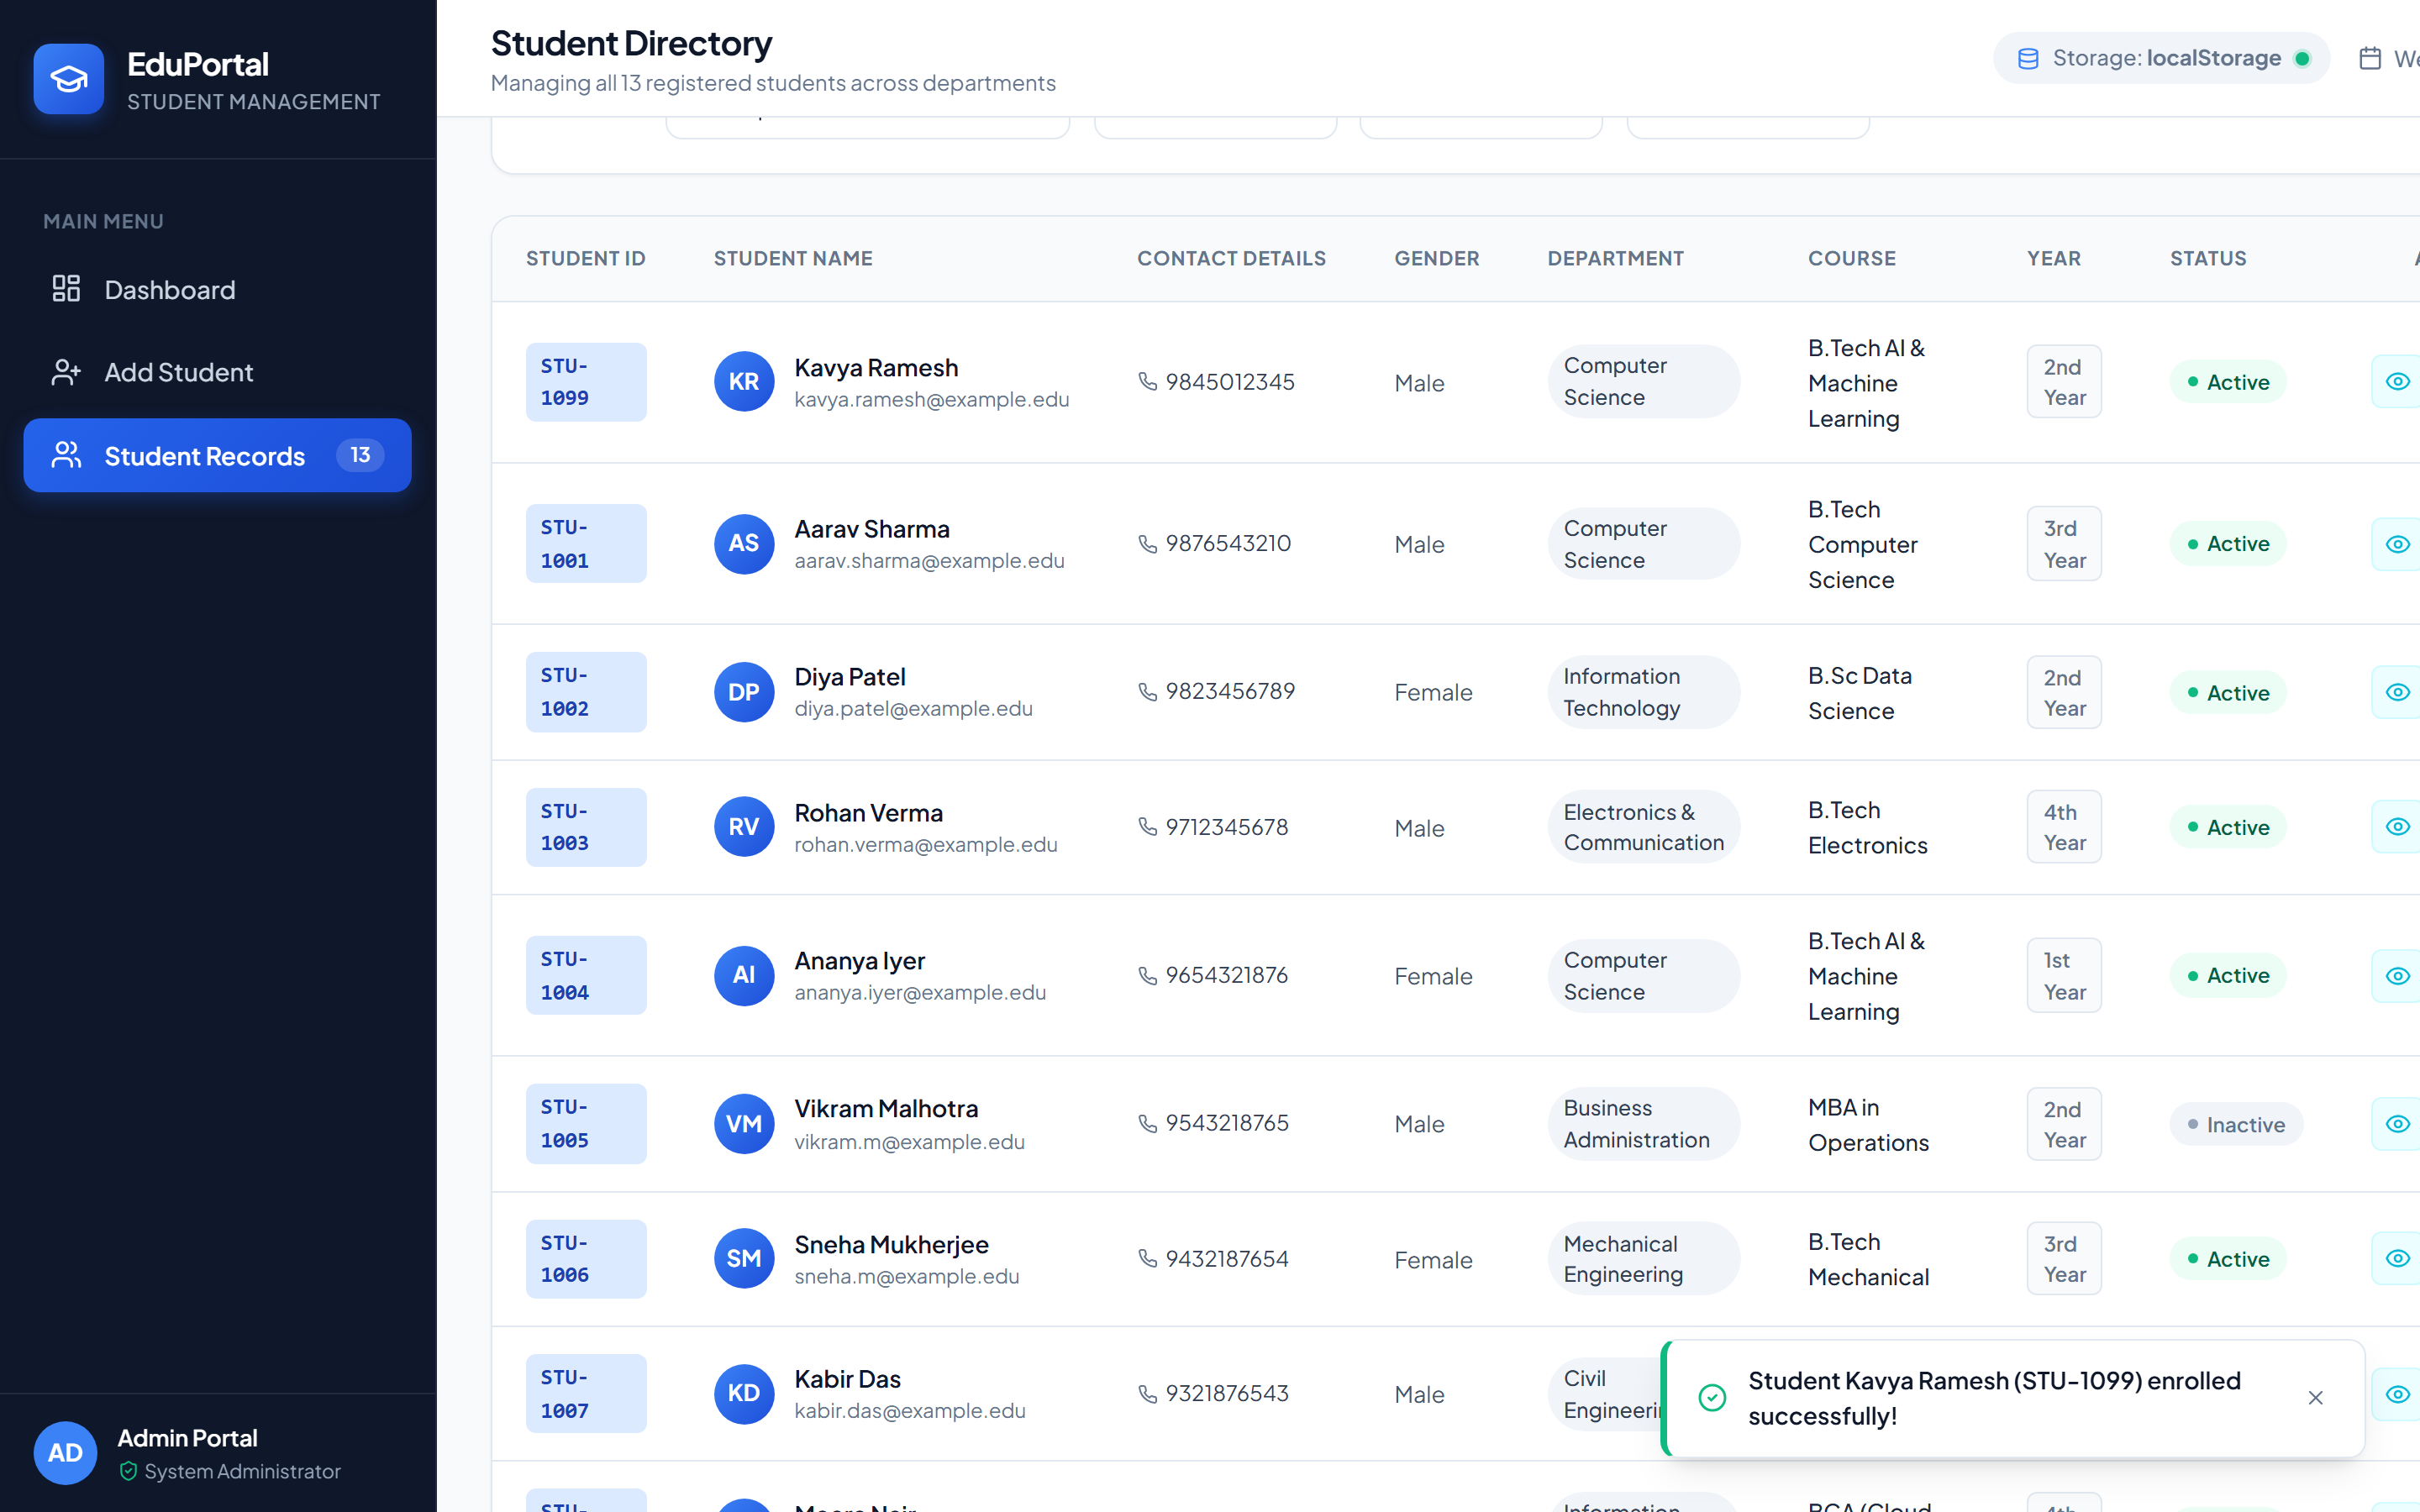 EduPortal
STUDENT MANAGEMENT
MAIN MENU
Dashboard
Add Student
Student Records 13
AD
Admin Portal
System Administrator
Student Directory
Managing all 13 registered students across departments
Storage: localStorage
STUDENT ID STUDENT NAME CONTACT DETAILS GENDER DEPARTMENT COURSE YEAR STATUS
STU-
1099
KR
Kavya Ramesh
kavya.ramesh@example.edu
9845012345
Male
Computer
Science
B.Tech AI &
Machine
Learning
2nd
Year
Active
STU-
1001
AS
Aarav Sharma
aarav.sharma@example.edu
9876543210
Male
Computer
Science
B.Tech
Computer
Science
3rd
Year
Active
STU-
1002
DP
Diya Patel
diya.patel@example.edu
9823456789
Female
Information
Technology
B.Sc Data
Science
2nd
Year
Active
STU-
1003
RV
Rohan Verma
rohan.verma@example.edu
9712345678
Male
Electronics &
Communication
B.Tech
Electronics
4th
Year
Active
STU-
1004
AI
Ananya Iyer
ananya.iyer@example.edu
9654321876
Female
Computer
Science
B.Tech AI &
Machine
Learning
1st
Year
Active
STU-
1005
VM
Vikram Malhotra
vikram.m@example.edu
9543218765
Male
Business
Administration
MBA in
Operations
2nd
Year
Inactive
STU-
1006
SM
Sneha Mukherjee
sneha.m@example.edu
9432187654
Female
Mechanical
Engineering
B.Tech
Mechanical
3rd
Year
Active
STU-
1007
KD
Kabir Das
kabir.das@example.edu
9321876543
Male
Civil
Student Kavya Ramesh (STU-1099) enrolled
successfully!